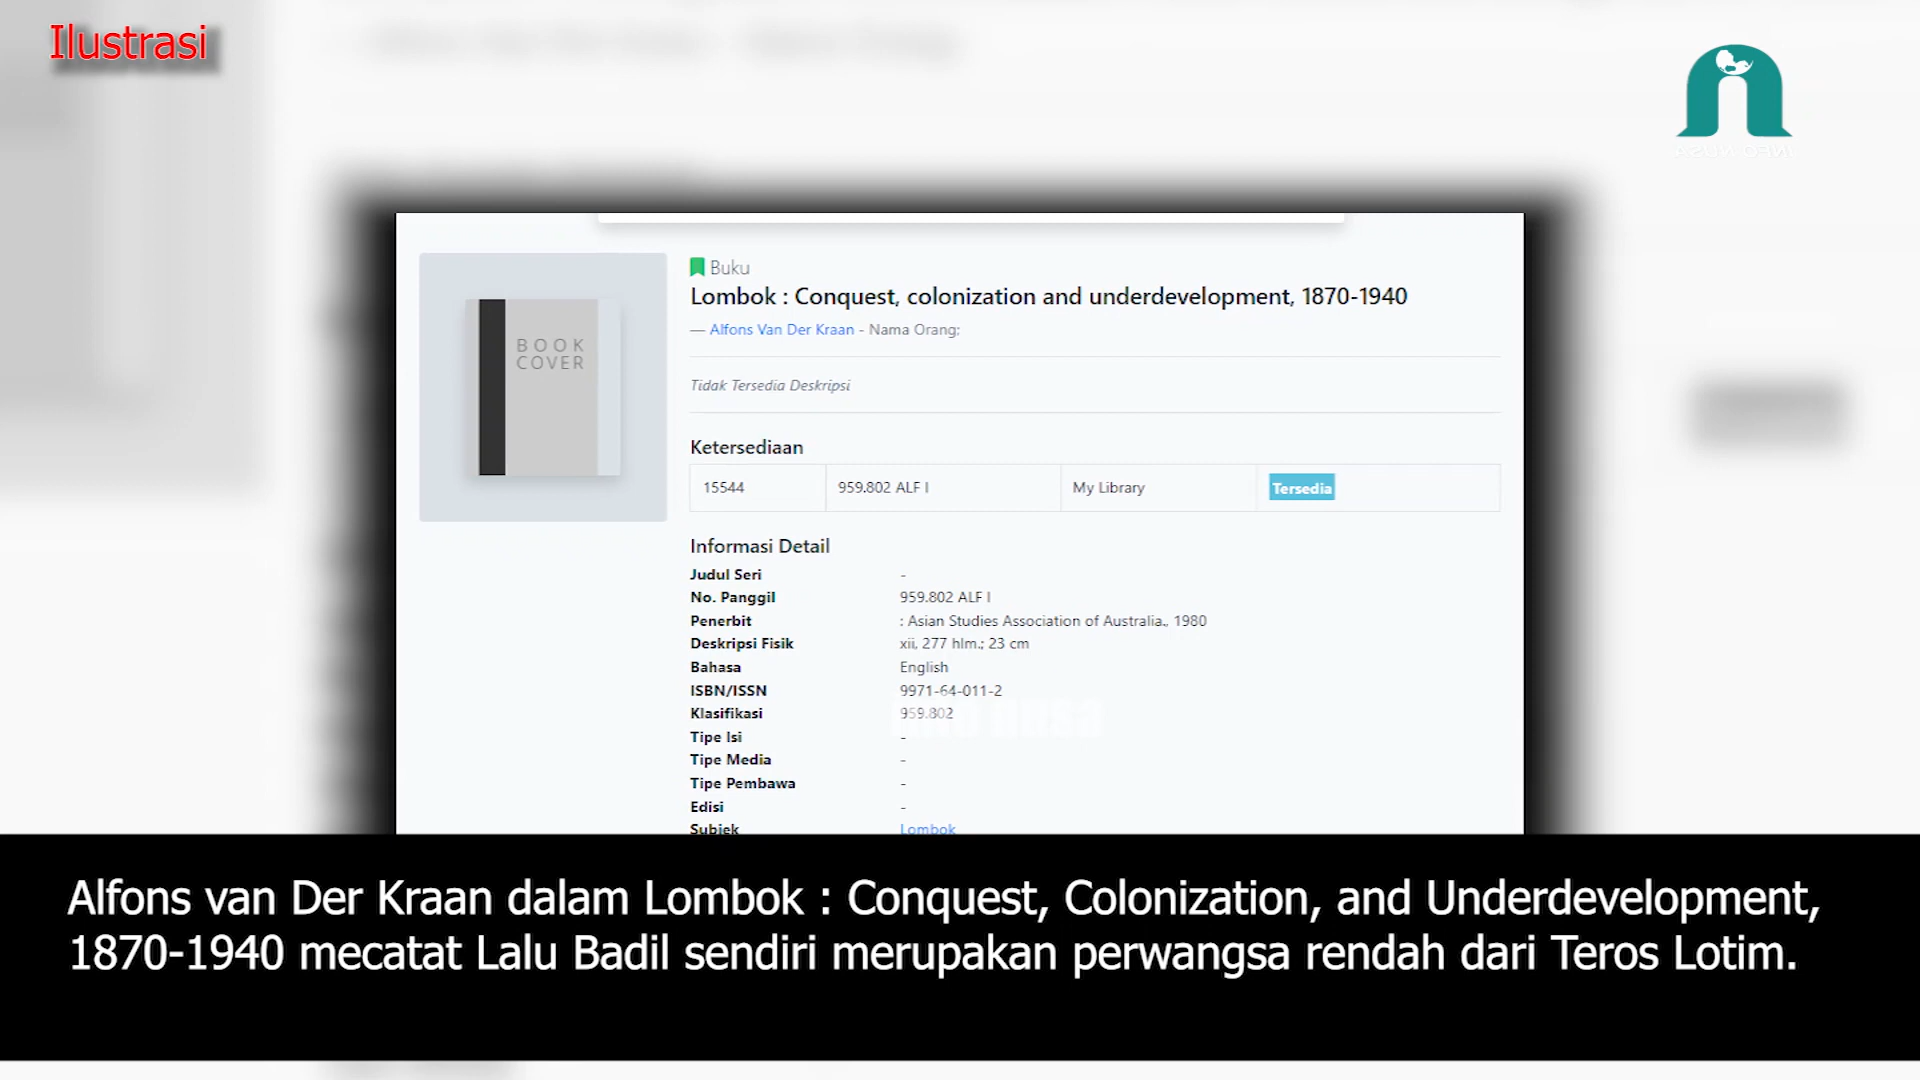 Ilustrasi
Buku
Lombok : Conquest, colonization and underdevelopment, 1870-1940
— Alfons Van Der Kraan - Nama Orang;
BOOK
COVER
Tidak Tersedia Deskripsi
Ketersediaan
15544 959.802 ALF l My Library Tersedia
Informasi Detail
Judul Seri -
No. Panggil 959.802 ALF l
Penerbit : Asian Studies Association of Australia., 1980
Deskripsi Fisik xii, 277 hlm.; 23 cm
Bahasa English
ISBN/ISSN 9971-64-011-2
Klasifikasi 959.802
Tipe Isi -
Tipe Media -
Tipe Pembawa -
Edisi -
Subjek Lombok
Alfons van Der Kraan dalam Lombok : Conquest, Colonization, and Underdevelopment,
1870-1940 mecatat Lalu Badil sendiri merupakan perwangsa rendah dari Teros Lotim.